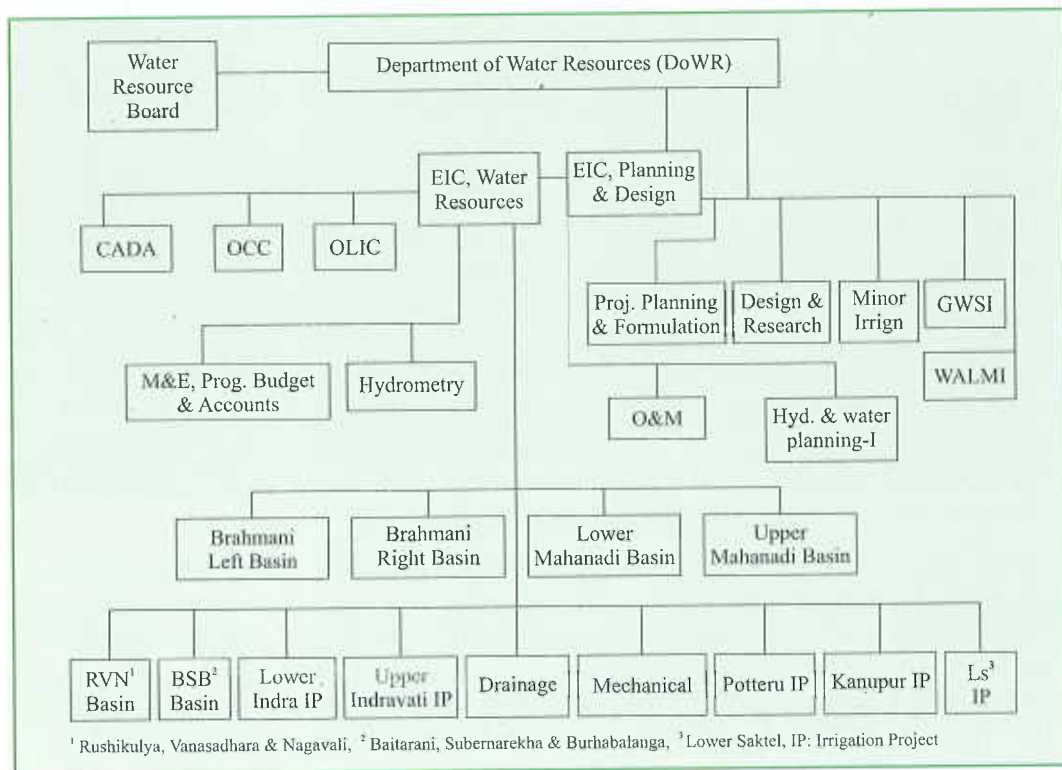 Water
Resource
Board
Department of Water Resources (DoWR)
EIC, Water
Resources
EIC, Planning
& Design
CADA
OCC
OLIC
Proj. Planning
& Formulation
Design &
Research
Minor
Irrign
GWSI
WALMI
M&E, Prog. Budget
& Accounts
Hydrometry
O&M
Hyd. & water
planning-I
Brahmani
Left Basin
Brahmani
Right Basin
Lower
Mahanadi Basin
Upper
Mahanadi Basin
RVN¹
Basin
BSB²
Basin
Lower
Indra IP
Upper
Indravati IP
Drainage
Mechanical
Potteru IP
Kanupur IP
Ls³
IP
¹ Rushikulya, Vanasadhara & Nagavali, ² Baitarani, Subernarekha & Burhabalanga, ³ Lower Saktel, IP: Irrigation Project